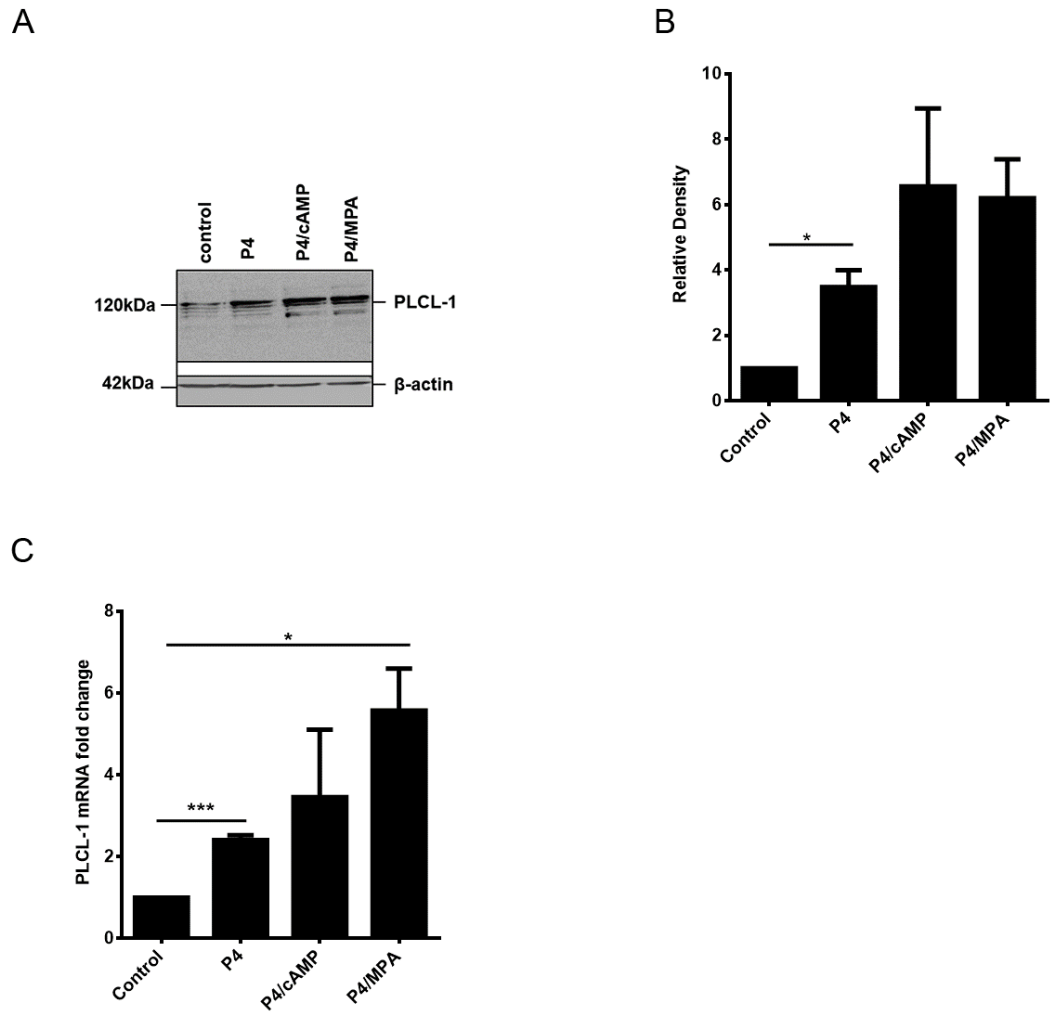 A
control
P4
P4/cAMP
P4/MPA
120kDa
PLCL-1
42kDa
β-actin
B
Relative Density
10
8
6
4
2
0
*
Control
P4
P4/cAMP
P4/MPA
C
PLCL-1 mRNA fold change
8
6
4
2
0
*
***
Control
P4
P4/cAMP
P4/MPA